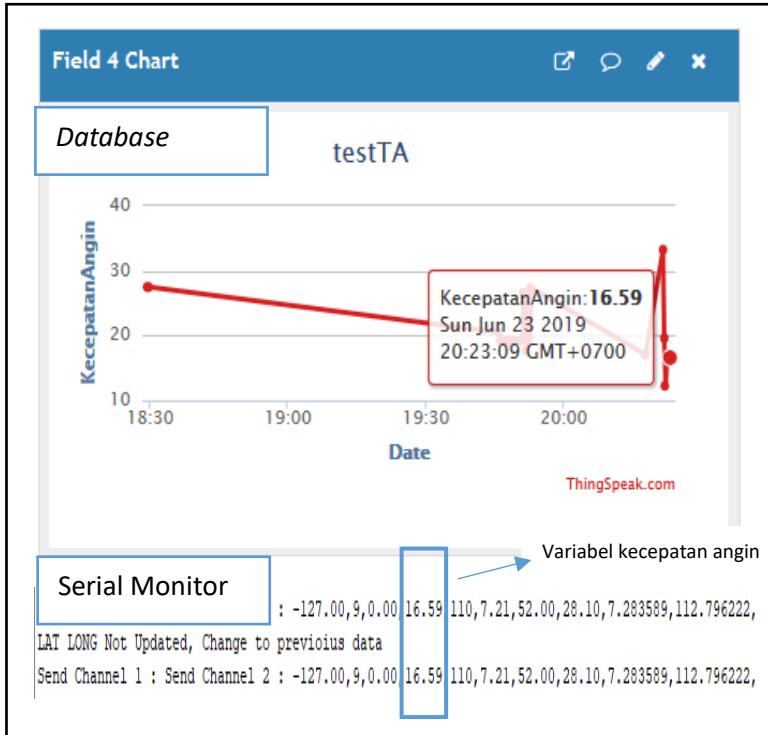 Field 4 Chart
Database
testTA
KecepatanAngin
40
30
20
10
KecepatanAngin:16.59
Sun Jun 23 2019
20:23:09 GMT+0700
18:30 19:00 19:30 20:00
Date
ThingSpeak.com
Variabel kecepatan angin
Serial Monitor
: -127.00,9,0.00,16.59,110,7.21,52.00,28.10,7.283589,112.796222,
LAT LONG Not Updated, Change to previoius data
Send Channel 1 : Send Channel 2 : -127.00,9,0.00,16.59,110,7.21,52.00,28.10,7.283589,112.796222,